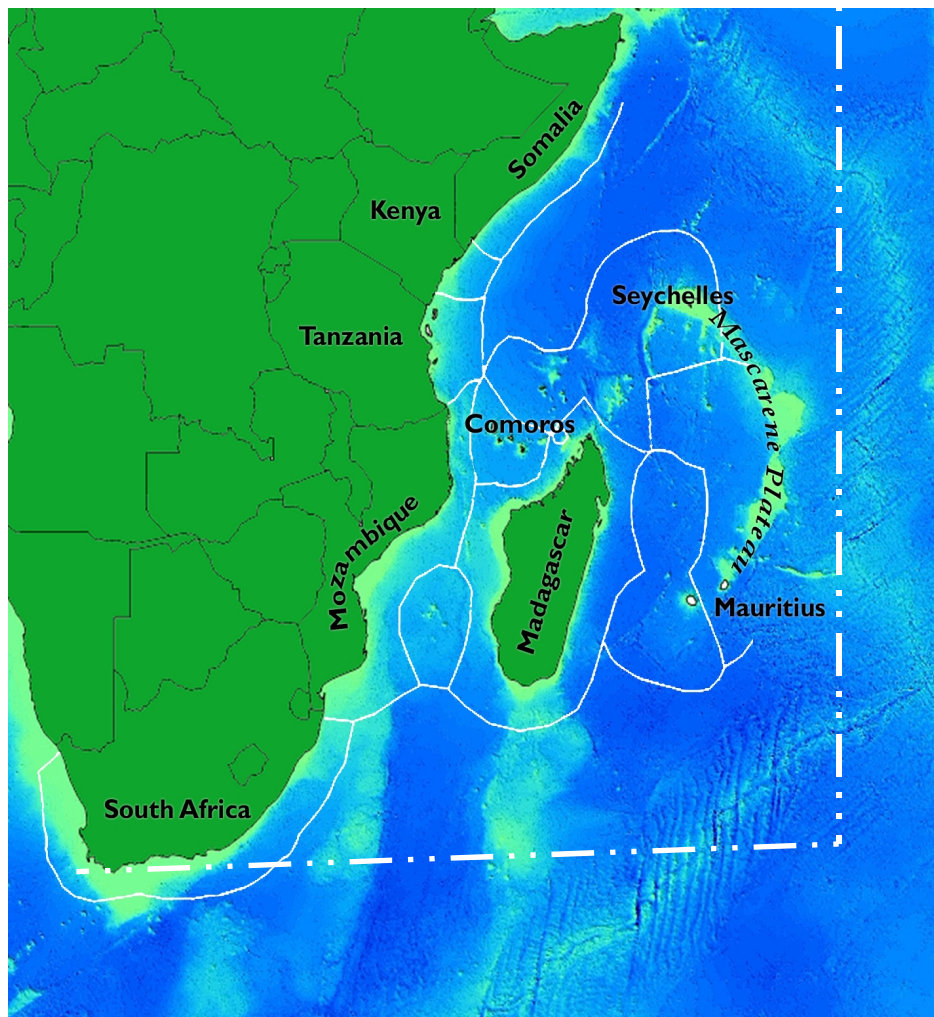 Somalia
Kenya
Seychelles
Tanzania
Mascarene Plateau
Comoros
Mozambique
Madagascar
Mauritius
South Africa